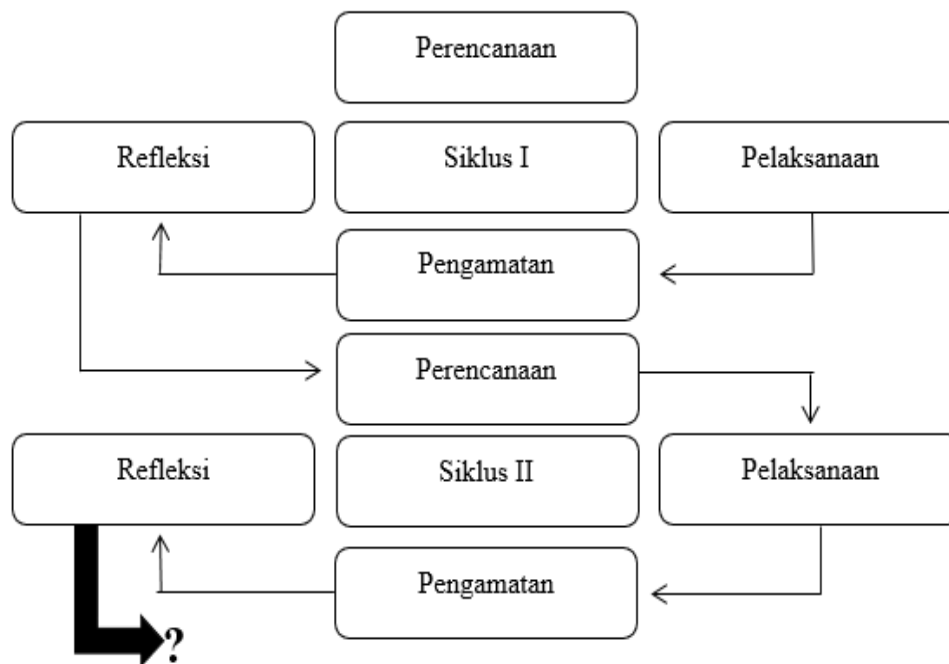 Perencanaan
Refleksi
Siklus I
Pelaksanaan
Pengamatan
Perencanaan
Refleksi
Siklus II
Pelaksanaan
Pengamatan
?